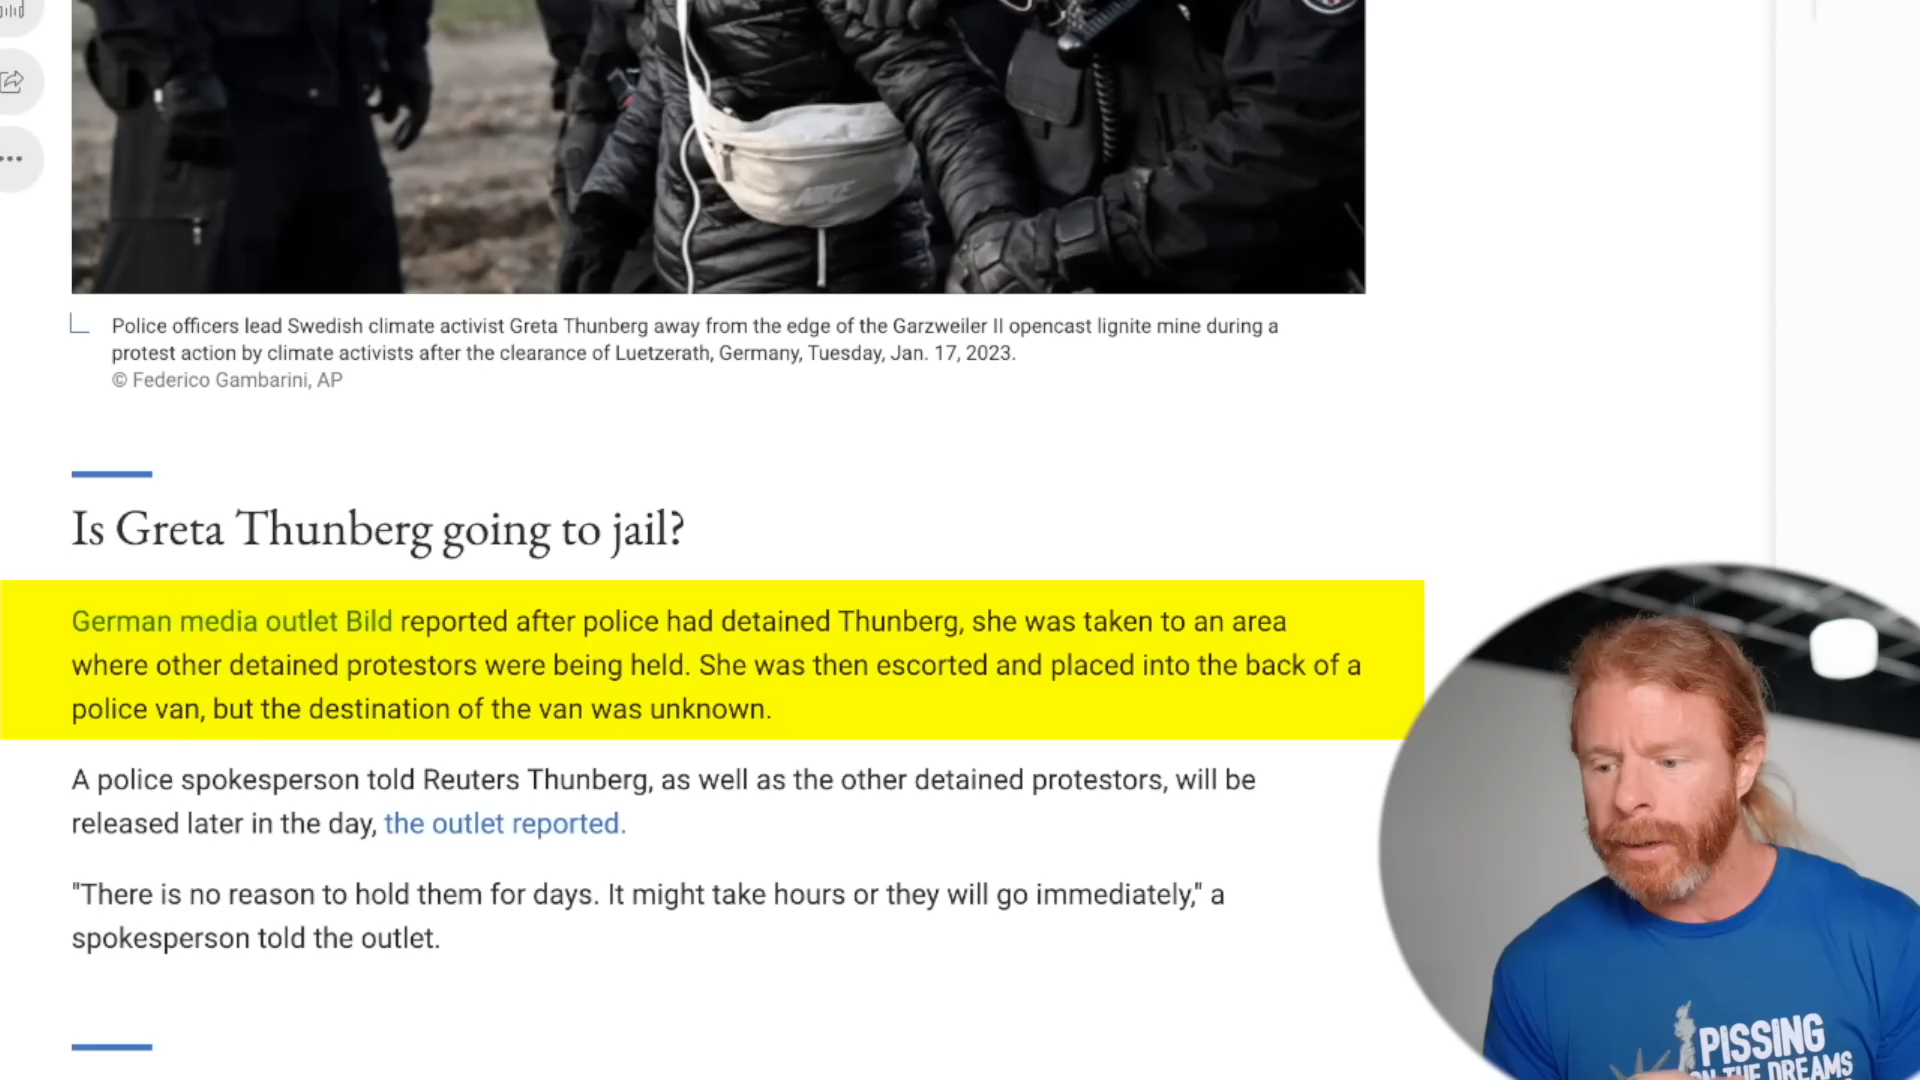 NIKE
Police officers lead Swedish climate activist Greta Thunberg away from the edge of the Garzweiler II opencast lignite mine during a
protest action by climate activists after the clearance of Luetzerath, Germany, Tuesday, Jan. 17, 2023.
© Federico Gambarini, AP
Is Greta Thunberg going to jail?
German media outlet Bild reported after police had detained Thunberg, she was taken to an area
where other detained protestors were being held. She was then escorted and placed into the back of a
police van, but the destination of the van was unknown.
A police spokesperson told Reuters Thunberg, as well as the other detained protestors, will be
released later in the day, the outlet reported.
"There is no reason to hold them for days. It might take hours or they will go immediately," a
spokesperson told the outlet.
PISSING
ON THE DREAMS